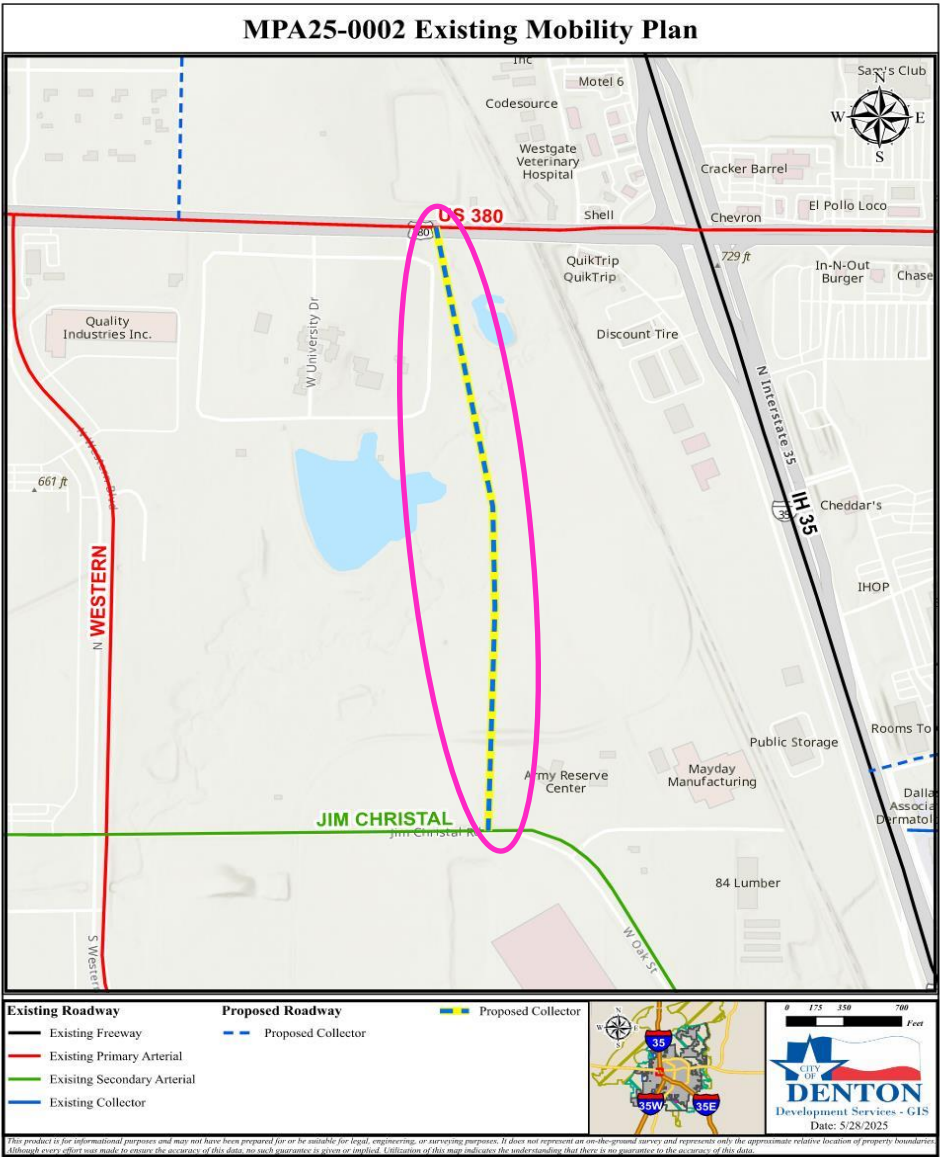 MPA25-0002 Existing Mobility Plan
Inc
Motel 6
Sam's Club
Codesource
N
W
E
S
Westgate
Veterinary
Hospital
Cracker Barrel
El Pollo Loco
US 380
Shell
Chevron
380
729 ft
QuikTrip
QuikTrip
In-N-Out
Burger
Chase
Quality
Industries Inc.
W University Dr
Discount Tire
N Interstate 35
N Western Blvd
661 ft
35
IH 35
Cheddar's
WESTERN
N
IHOP
Rooms To
Public Storage
Army Reserve
Center
Mayday
Manufacturing
Dalla
Associa
Dermatol
JIM CHRISTAL
Jim Christal Rd
84 Lumber
W Oak St
S Western
Existing Roadway
Existing Freeway
Existing Primary Arterial
Exisitng Secondary Arterial
Existing Collector
Proposed Roadway
Proposed Collector
Proposed Collector
N
W
E
S
35
35W
35E
0 175 350 700
Feet
CITY
OF
DENTON
Development Services - GIS
Date: 5/28/2025
This product is for informational purposes and may not have been prepared for or be suitable for legal, engineering, or surveying purposes. It does not represent an on-the-ground survey and represents only the approximate relative location of property boundaries.
Although every effort was made to ensure the accuracy of this data, no such guarantee is given or implied. Utilization of this map indicates the understanding that there is no guarantee to the accuracy of this data.